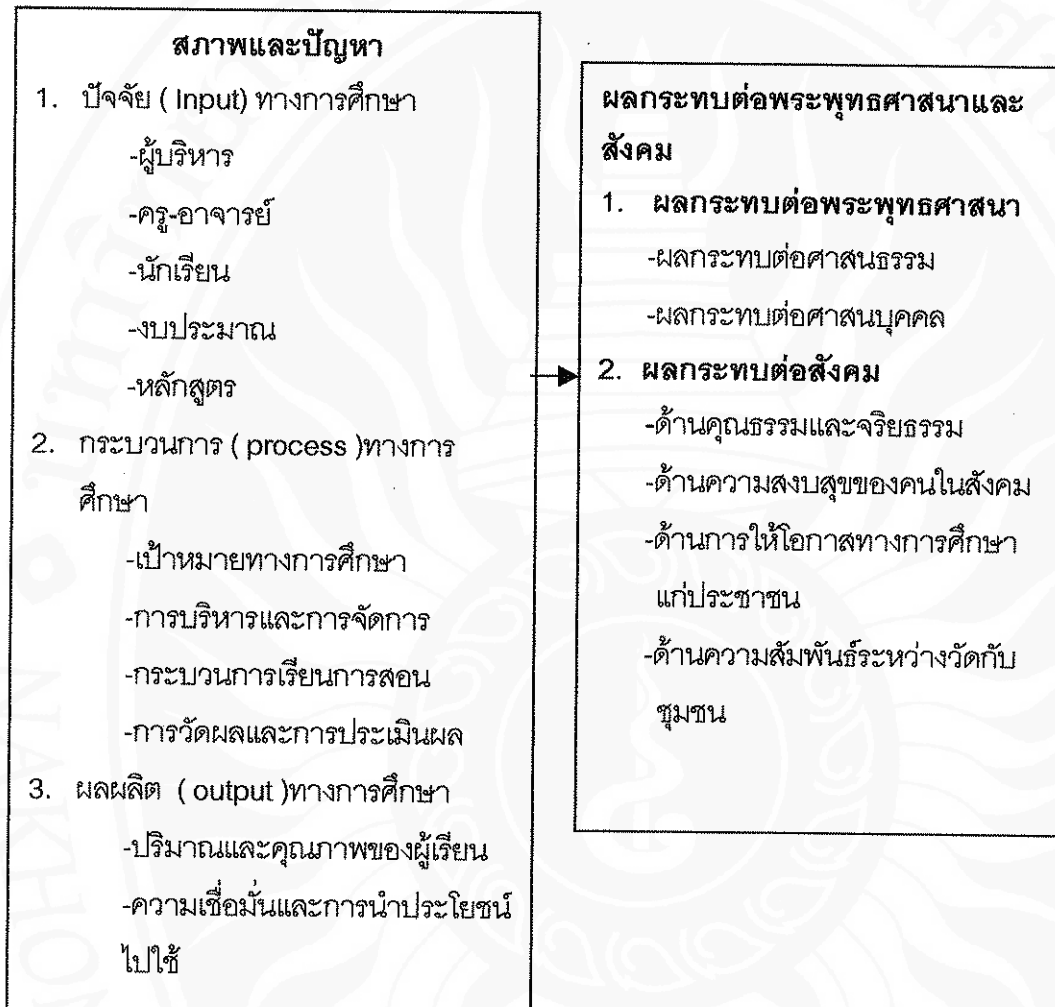 สภาพและปัญหา
1. ปัจจัย ( Input) ทางการศึกษา
-ผู้บริหาร
-ครู-อาจารย์
-นักเรียน
-งบประมาณ
-หลักสูตร
2. กระบวนการ ( process )ทางการ
ศึกษา
-เป้าหมายทางการศึกษา
-การบริหารและการจัดการ
-กระบวนการเรียนการสอน
-การวัดผลและการประเมินผล
3. ผลผลิต ( output )ทางการศึกษา
-ปริมาณและคุณภาพของผู้เรียน
-ความเชื่อมั่นและการนำประโยชน์
ไปใช้
ผลกระทบต่อพระพุทธศาสนาและ
สังคม
1. ผลกระทบต่อพระพุทธศาสนา
-ผลกระทบต่อศาสนธรรม
-ผลกระทบต่อศาสนบุคคล
2. ผลกระทบต่อสังคม
-ด้านคุณธรรมและจริยธรรม
-ด้านความสงบสุขของคนในสังคม
-ด้านการให้โอกาสทางการศึกษา
แก่ประชาชน
-ด้านความสัมพันธ์ระหว่างวัดกับ
ชุมชน